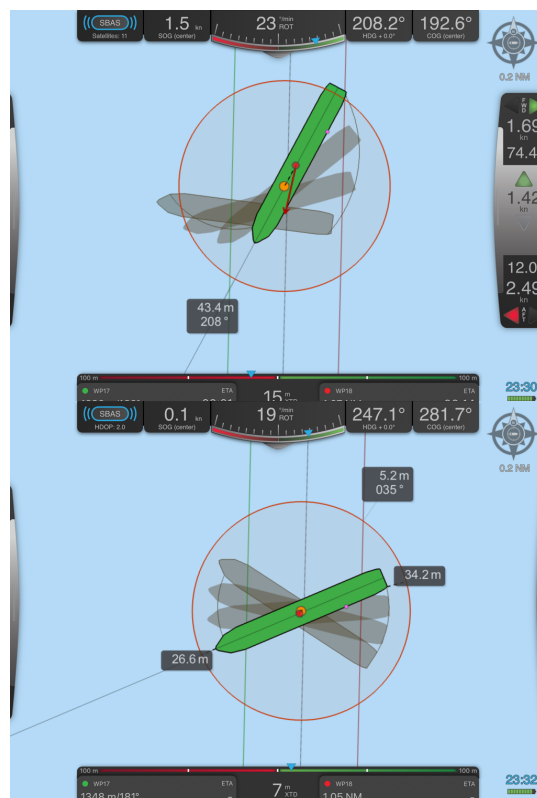 SBAS
Satellites: 11
1.5 kn
SOG (center)
23 °/min
ROT
208.2°
HDG + 0.0°
192.6°
COG (center)
0.2 NM
FWD
1.69
kn
74.4
1.42
kn
12.0
2.49
kn
AFT
43.4 m
208 °
100 m
100 m
WP17
ETA
15 m
XTD
WP18
ETA
23:30
SBAS
HDOP: 2.0
0.1 kn
SOG (center)
19 °/min
ROT
247.1°
HDG + 0.0°
281.7°
COG (center)
0.2 NM
5.2 m
035 °
34.2 m
26.6 m
100 m
100 m
WP17
ETA
1348 m/181°
7 m
XTD
WP18
ETA
1.05 NM
23:32